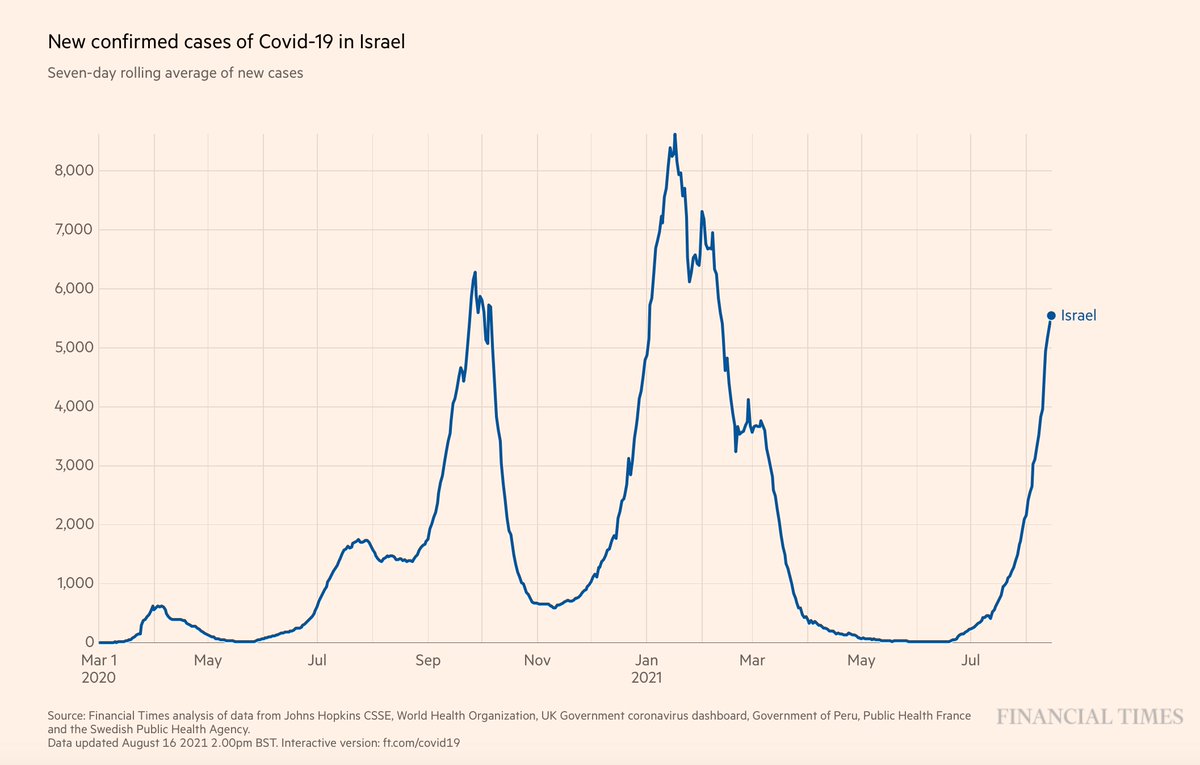 New confirmed cases of Covid-19 in Israel
Seven-day rolling average of new cases
8,000
7,000
6,000
5,000
4,000
3,000
2,000
1,000
0
Israel
Mar 1 May Jul Sep Nov Jan Mar May Jul
2020 2021
Source: Financial Times analysis of data from Johns Hopkins CSSE, World Health Organization, UK Government coronavirus dashboard, Government of Peru, Public Health France
and the Swedish Public Health Agency.
Data updated August 16 2021 2.00pm BST. Interactive version: ft.com/covid19
FINANCIAL TIMES